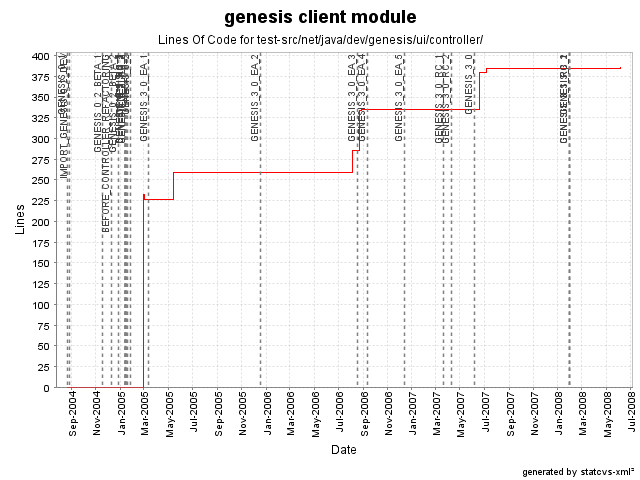 genesis client module
Lines Of Code for test-src/net/java/dev/genesis/ui/controller/
Lines
400
375
350
325
300
275
250
225
200
175
150
125
100
75
50
25
0
GENESIS_3_0_EA_1
GENESIS_3_0_EA_2
GENESIS_3_0_EA_3
GENESIS_3_0_EA_4
GENESIS_3_0_EA_5
GENESIS_3_0
Sep-2004
Nov-2004
Jan-2005
Mar-2005
May-2005
Jul-2005
Sep-2005
Nov-2005
Jan-2006
Mar-2006
May-2006
Jul-2006
Sep-2006
Nov-2006
Jan-2007
Mar-2007
May-2007
Jul-2007
Sep-2007
Nov-2007
Jan-2008
Mar-2008
May-2008
Jul-2008
Date
generated by statcvs-xml²